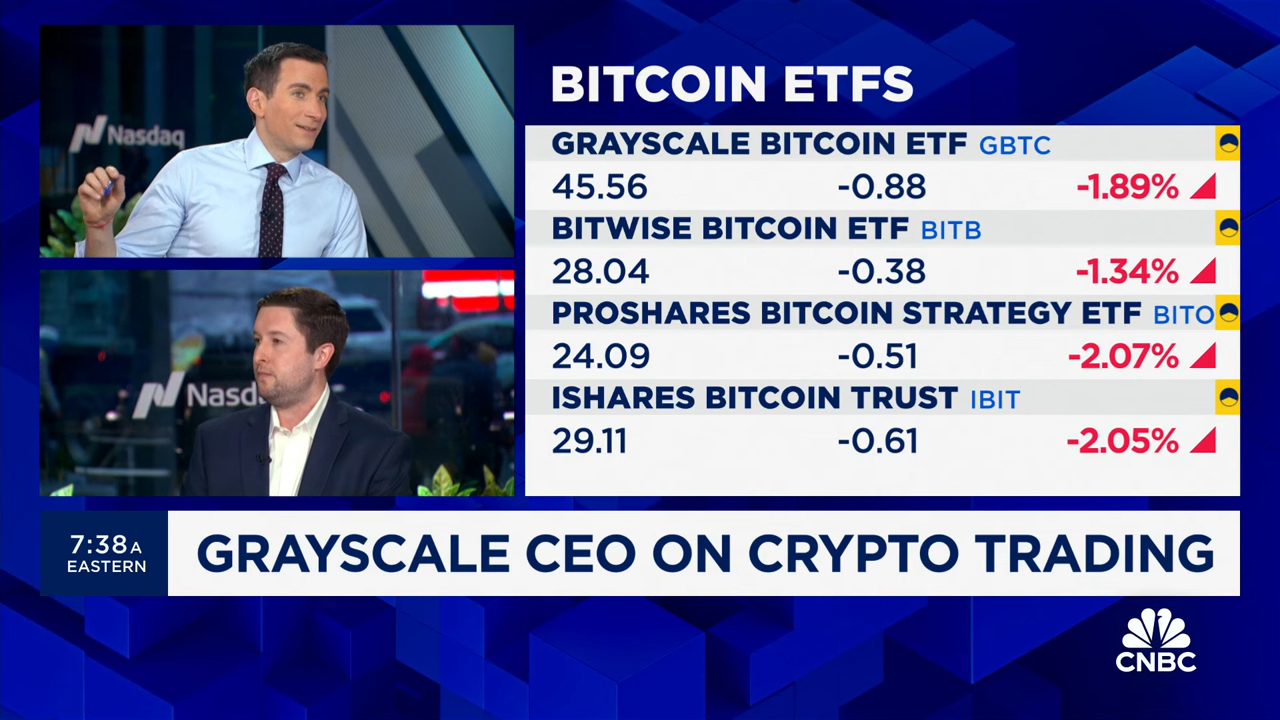 Nasdaq
Nasd
BITCOIN ETFS
GRAYSCALE BITCOIN ETF GBTC
45.56 -0.88 -1.89%
BITWISE BITCOIN ETF BITB
28.04 -0.38 -1.34%
PROSHARES BITCOIN STRATEGY ETF BITO
24.09 -0.51 -2.07%
ISHARES BITCOIN TRUST IBIT
29.11 -0.61 -2.05%
7:38A
EASTERN
GRAYSCALE CEO ON CRYPTO TRADING
CNBC